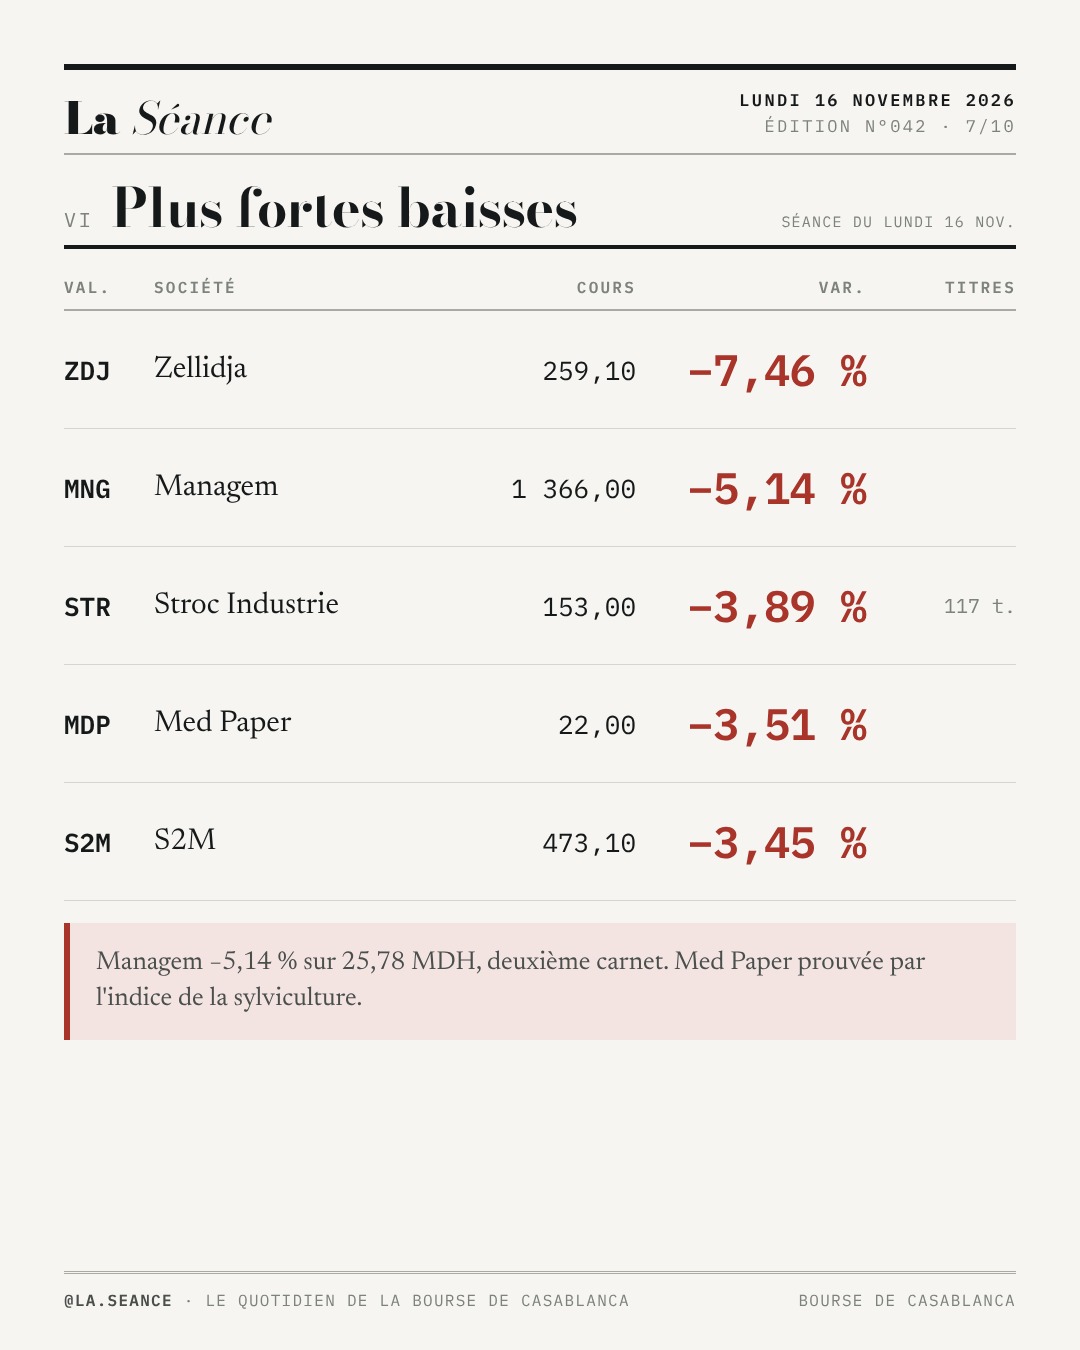 La Séance
LUNDI 16 NOVEMBRE 2026
ÉDITION N°042 · 7/10
VI Plus fortes baisses
SÉANCE DU LUNDI 16 NOV.
VAL. SOCIÉTÉ COURS VAR. TITRES
ZDJ Zellidja 259,10 −7,46 %
MNG Managem 1 366,00 −5,14 %
STR Stroc Industrie 153,00 −3,89 % 117 t.
MDP Med Paper 22,00 −3,51 %
S2M S2M 473,10 −3,45 %
Managem −5,14 % sur 25,78 MDH, deuxième carnet. Med Paper prouvée par
l'indice de la sylviculture.
@LA.SEANCE · LE QUOTIDIEN DE LA BOURSE DE CASABLANCA
BOURSE DE CASABLANCA